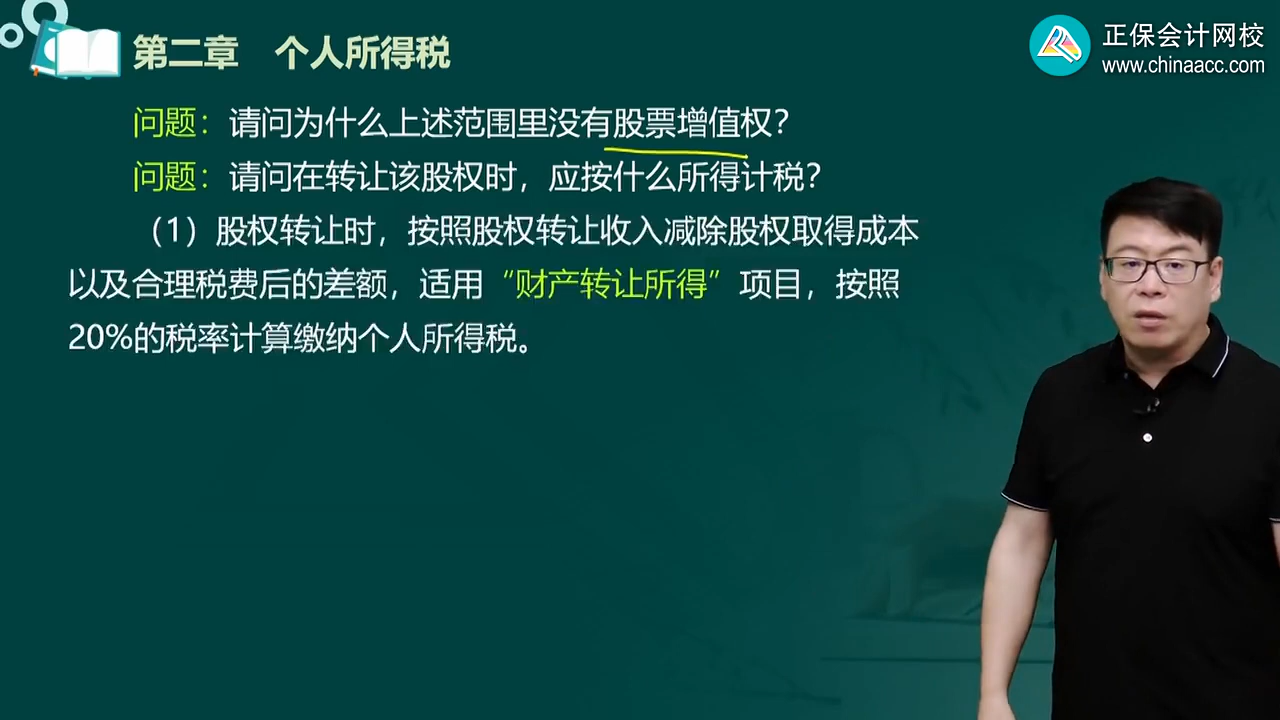 第二章 个人所得税
正保会计网校
www.chinaacc.com
问题：请问为什么上述范围里没有股票增值权？
问题：请问在转让该股权时，应按什么所得计税？
（1）股权转让时，按照股权转让收入减除股权取得成本
以及合理税费后的差额，适用“财产转让所得”项目，按照
20%的税率计算缴纳个人所得税。